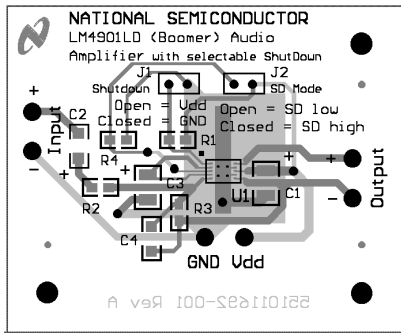 NATIONAL SEMICONDUCTOR
LM4901LD (Boomer) Audio
Amplifier with selectable ShutDown
J1
J2
Shutdown
SD Mode
Open = Vdd
Closed = GND
Open = SD low
Closed = SD high
+
Input
-
C2
+
R4
R1
R2
+
C3
R3
C4
U1
+
C1
+
Output
-
GND Vdd
551011692-001 Rev A